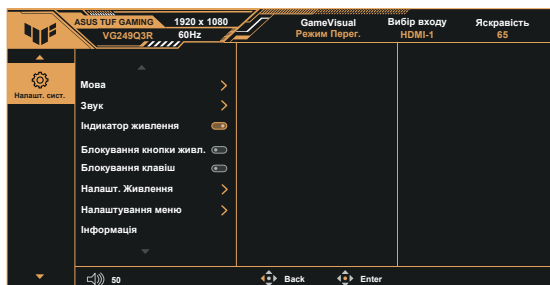 ASUS TUF GAMING 1920 x 1080
VG249Q3R 60Hz
GameVisual
Режим Перег.
Вибір входу
HDMI-1
Яскравість
65
Налашт. сист.
Мова
Звук
Індикатор живлення
Блокування кнопки живл.
Блокування клавіш
Налашт. Живлення
Налаштування меню
Інформація
50
Back
Enter